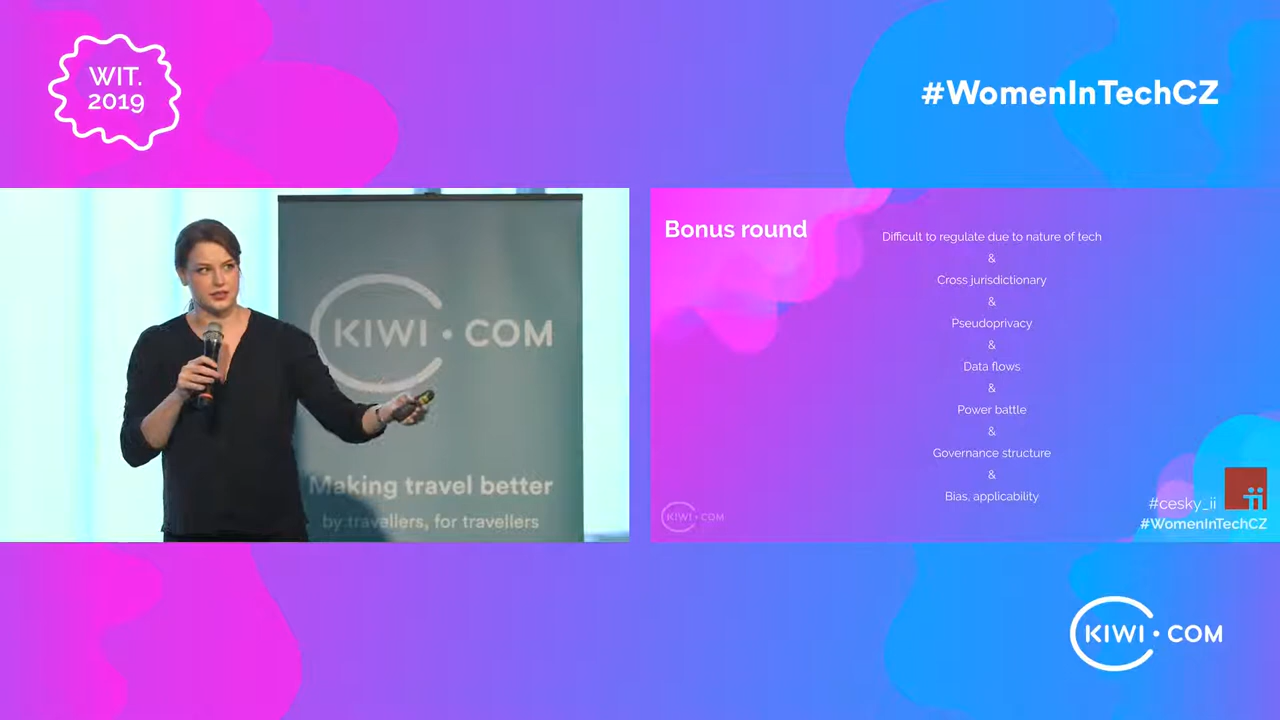 WIT.
2019
#WomenInTechCZ
KIWI.COM
Making travel better
by travellers, for travellers
Bonus round
Difficult to regulate due to nature of tech
&
Cross jurisdictionary
&
Pseudoprivacy
&
Data flows
&
Power battle
&
Governance structure
&
Bias, applicability
KIWI.COM
#cesky_ii
ii
#WomenInTechCZ
KIWI.COM